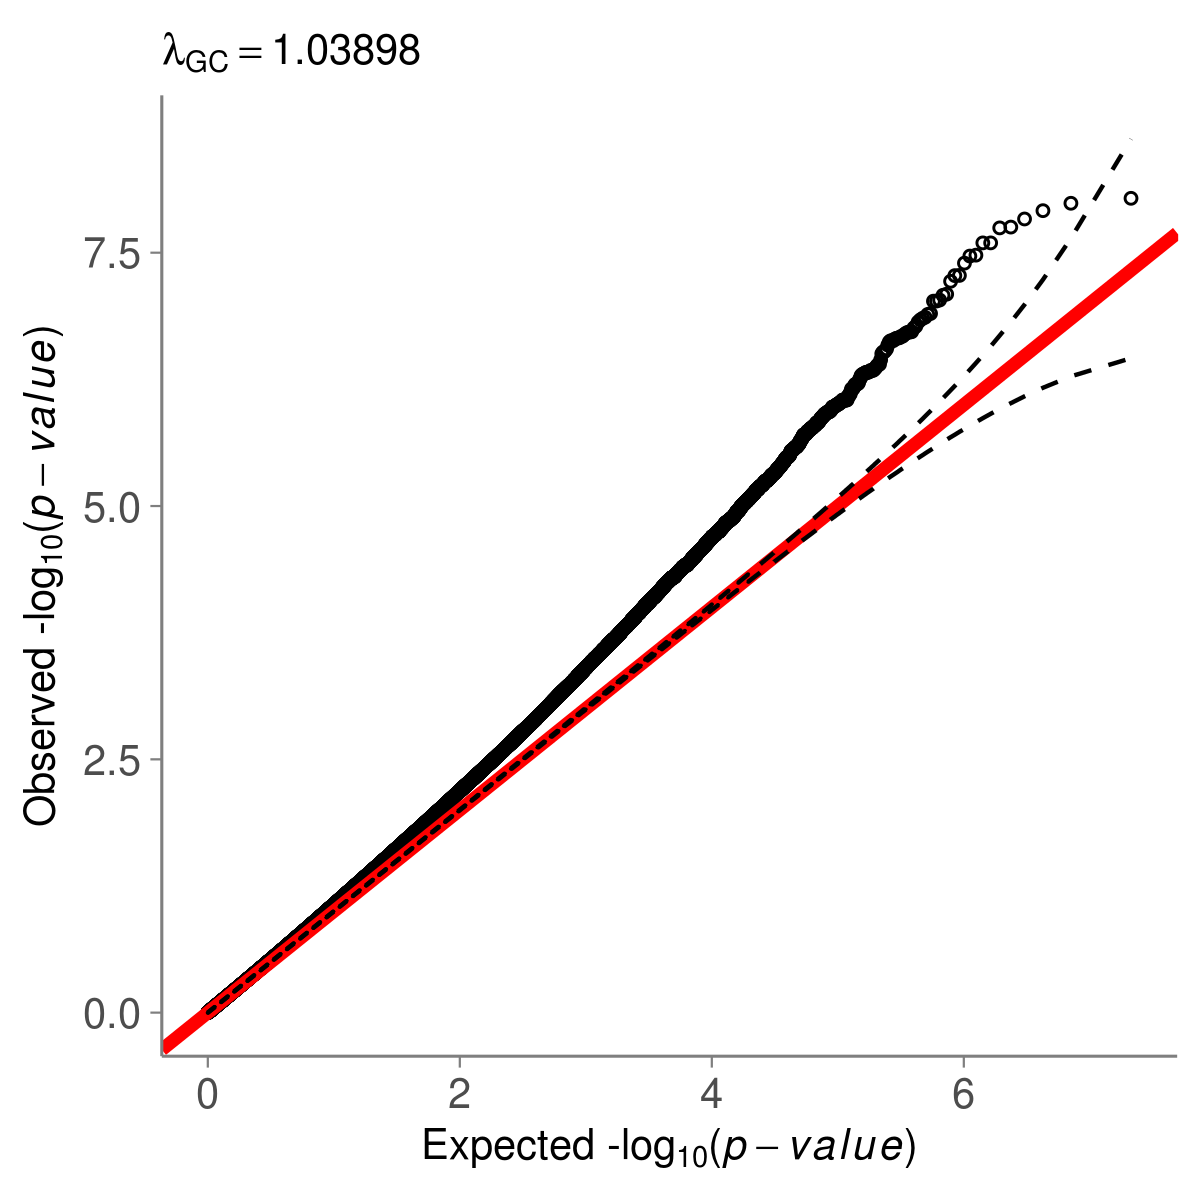 λGC = 1.03898
Observed -log10(p − value)
7.5
5.0
2.5
0.0
0 2 4 6
Expected -log10(p − value)